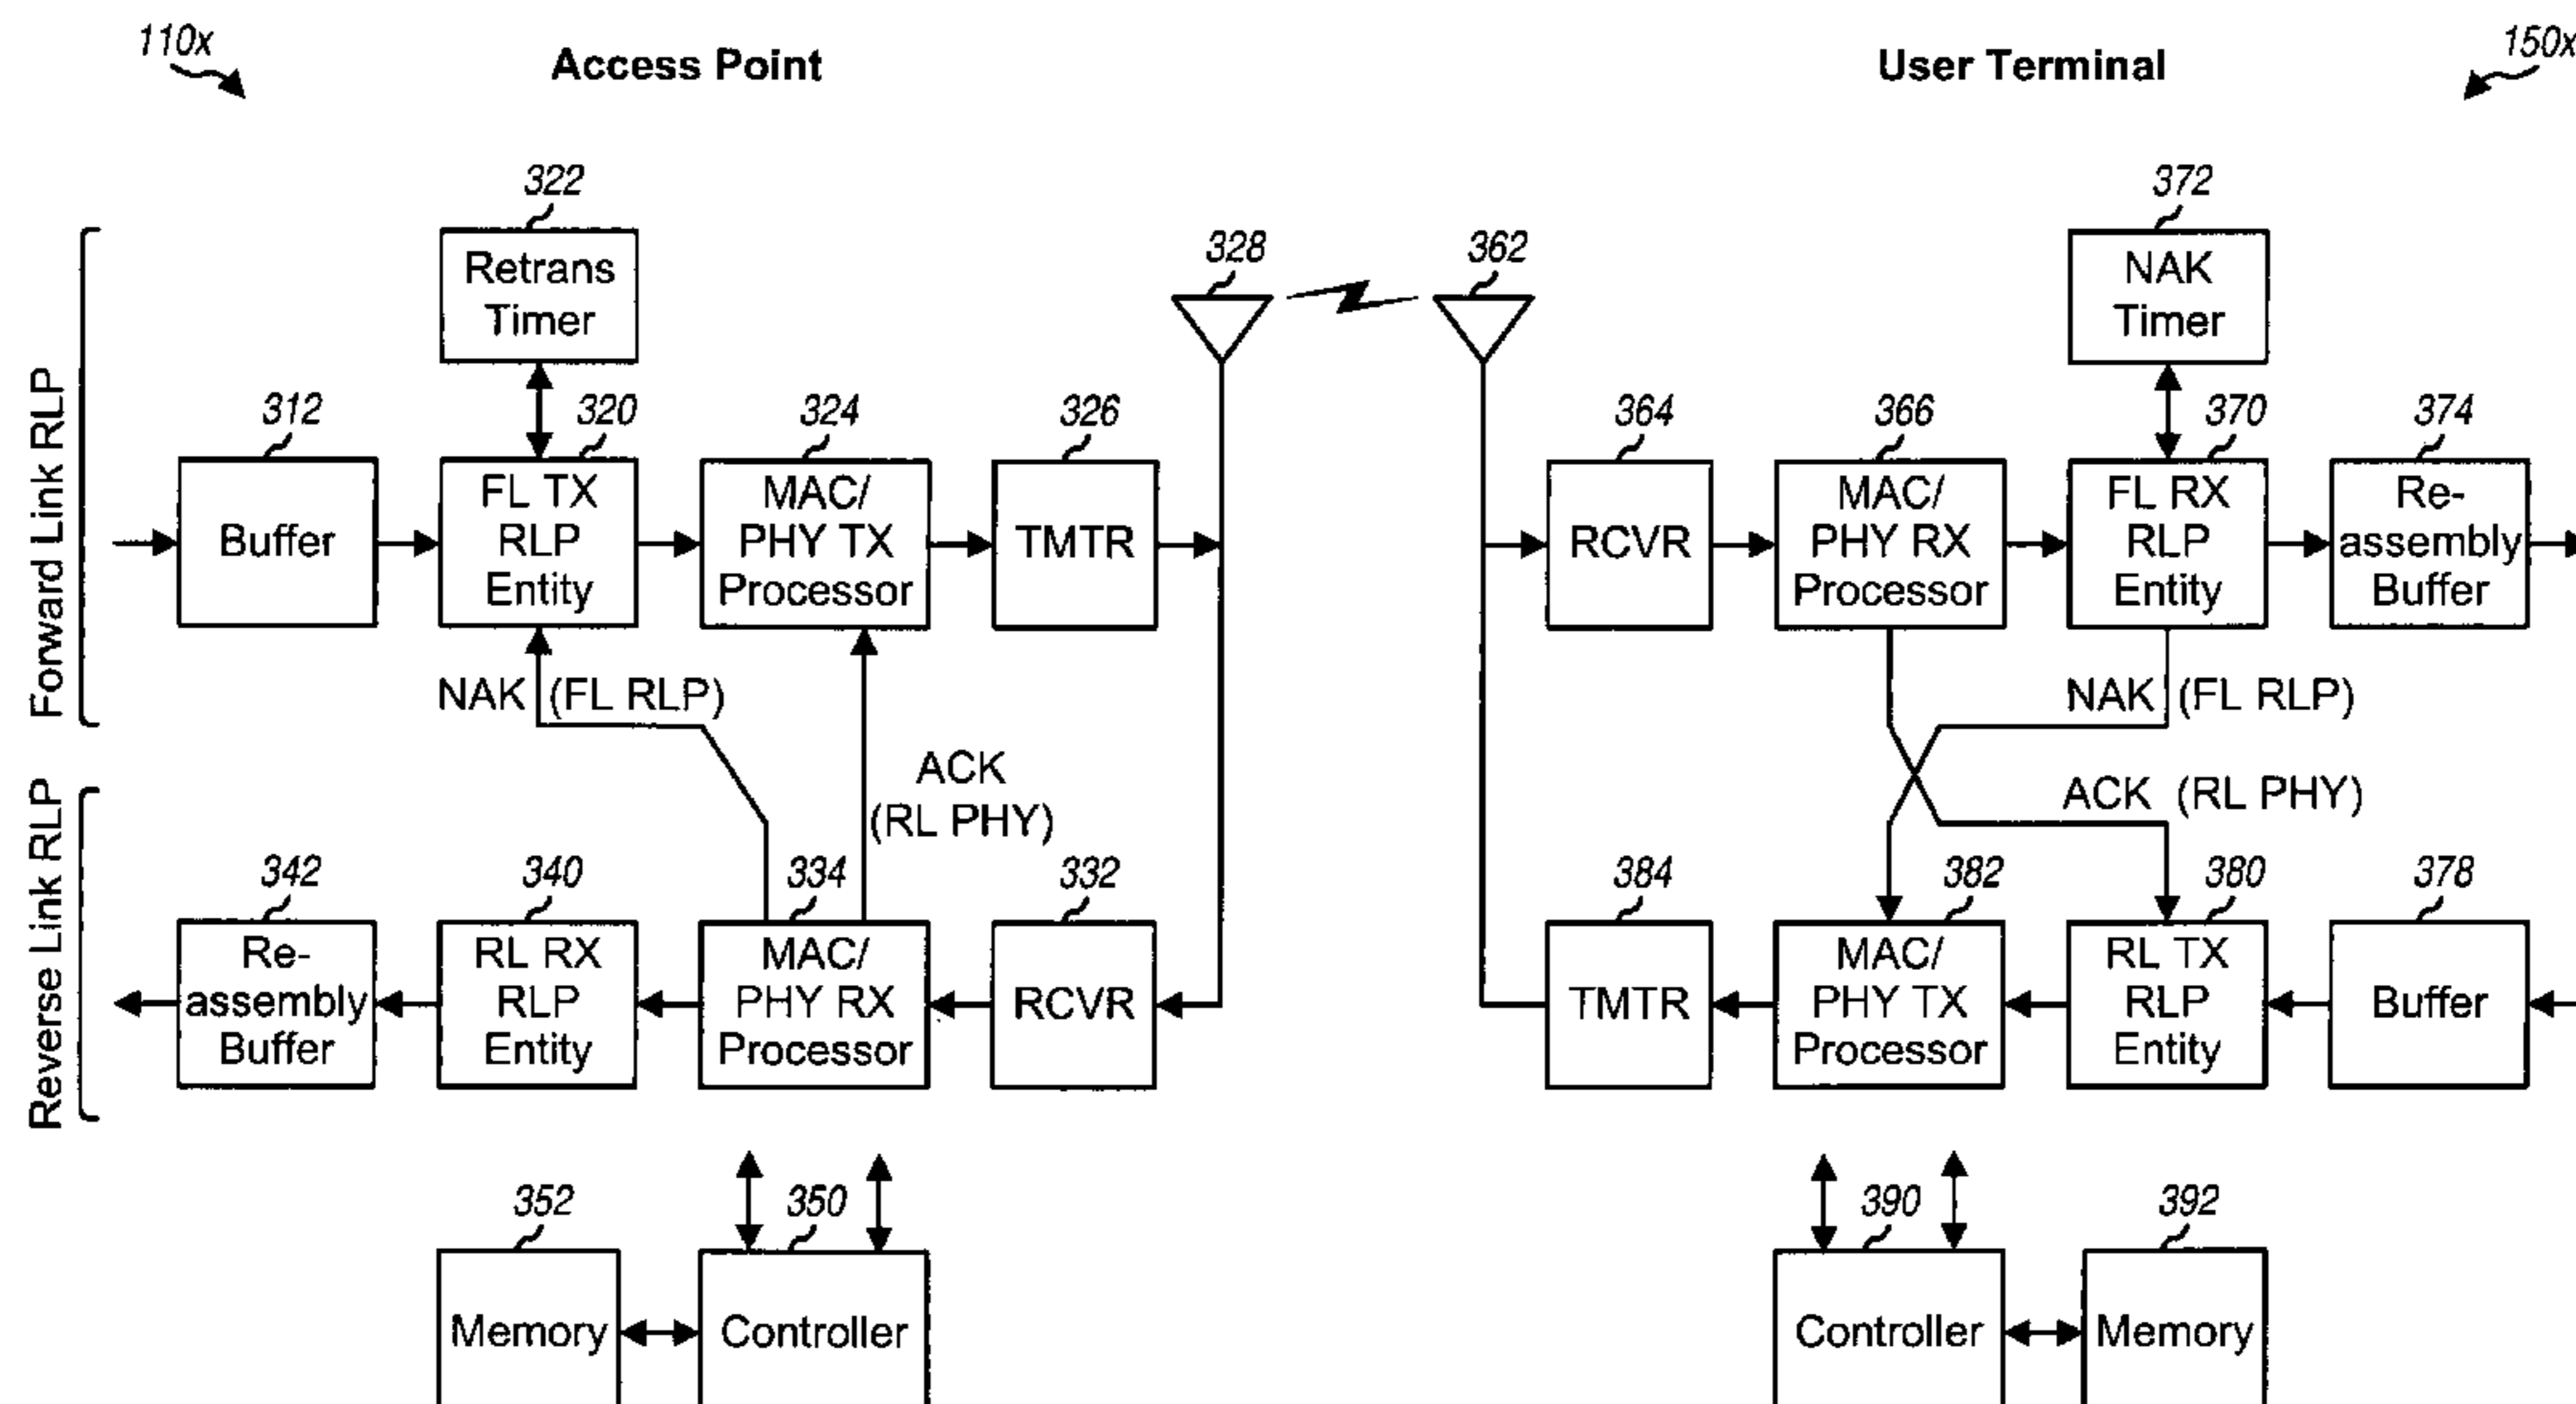 110x
Access Point
User Terminal
150x
322
Retrans
Timer
328
362
372
NAK
Timer
Forward Link RLP
312
Buffer
320
FL TX
RLP
Entity
324
MAC/
PHY TX
Processor
326
TMTR
364
RCVR
366
MAC/
PHY RX
Processor
370
FL RX
RLP
Entity
374
Re-
assembly
Buffer
NAK (FL RLP)
ACK
(RL PHY)
NAK (FL RLP)
ACK (RL PHY)
Reverse Link RLP
342
Re-
assembly
Buffer
340
RL RX
RLP
Entity
334
MAC/
PHY RX
Processor
332
RCVR
384
TMTR
382
MAC/
PHY TX
Processor
380
RL TX
RLP
Entity
378
Buffer
352
Memory
350
Controller
390
Controller
392
Memory